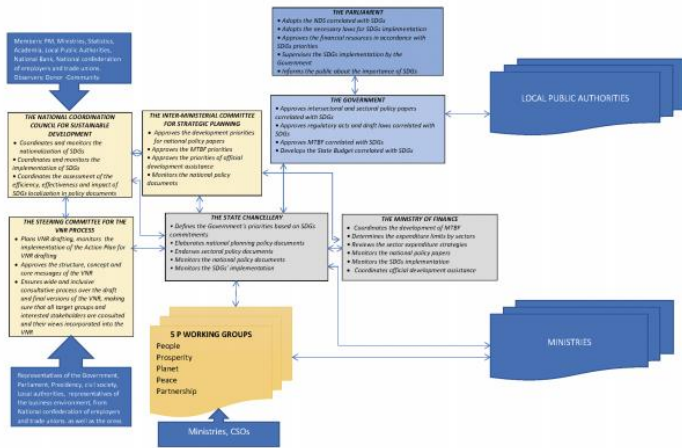 Members: PM, Ministries, Statistics,
Academia, Local Public Authorities,
National Bank, National confederation
of employers and trade-unions.
Observers: Donor -Community
THE PARLIAMENT
• Adopts the NDS correlated with SDGs
• Adopts the necessary laws for SDGs implementation
• Approves the financial resources in accordance with
SDGs priorities
• Supervises the SDGs implementation by the
Government
• Informs the public about the importance of SDGs
LOCAL PUBLIC AUTHORITIES
THE NATIONAL COORDINATION
COUNCIL FOR SUSTAINABLE
DEVELOPMENT
• Coordinates and monitors the
nationalization of SDGs
• Coordinates and monitors the
implementation of SDGs
• Coordinates the assessment of the
efficiency, effectiveness and impact of
SDGs localization in policy documents
THE INTER-MINISTERIAL COMMITTEE
FOR STRATEGIC PLANNING
• Approves the development priorities
for national policy papers
• Approves the MTBF priorities
• Approves the priorities of official
development assistance
• Monitors the national policy
documents
THE GOVERNMENT
• Approves intersectoral and sectoral policy papers
correlated with SDGs
• Approves regulatory acts and draft laws correlated with
SDGs
• Approves MTBF correlated with SDGs
• Develops the State Budget correlated with SDGs
THE STEERING COMMITTEE FOR THE
VNR PROCESS
• Plans VNR drafting, monitors the
implementation of the Action Plan for
VNR drafting
• Approves the structure, concept and
core messages of the VNR
• Ensures wide and inclusive
consultative process over the draft
and final versions of the VNR, making
sure that all target groups and
interested stakeholders are consulted
and their views incorporated into the
VNR
THE STATE CHANCELLERY
• Defines the Government's priorities based on SDGs
commitments
• Elaborates national planning policy documents
• Endorses sectoral policy documents
• Monitors the national policy documents
• Monitors the SDGs' implementation
THE MINISTRY OF FINANCE
• Coordinates the development of MTBF
• Determines the expenditure limits by sectors
• Reviews the sector expenditure strategies
• Monitors the national policy papers
• Monitors the SDGs implementation
• Coordinates official development assistance
5 P WORKING GROUPS
People
Prosperity
Planet
Peace
Partnership
MINISTRIES
Representatives of the Government,
Parliament, Presidency, civil society,
Local authorities, representatives of
the business environment, from
National confederation of employers
and trade-unions, as well as the
Ministries, CSOs